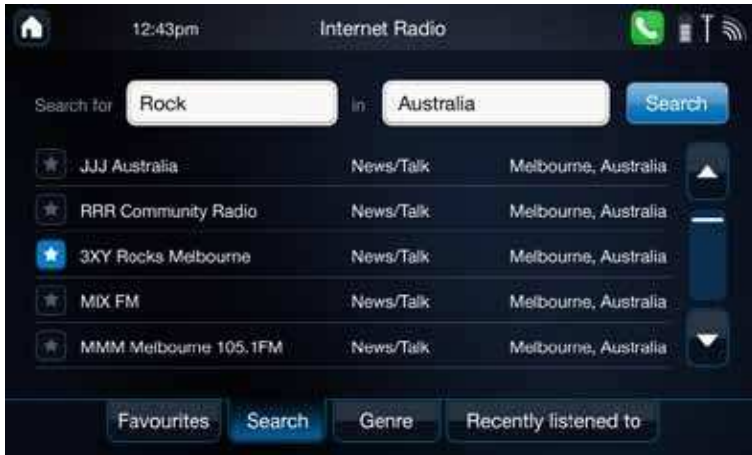 12:43pm Internet Radio
Search for Rock in Australia Search
JJJ Australia News/Talk Melbourne, Australia
RRR Community Radio News/Talk Melbourne, Australia
3XY Rocks Melbourne News/Talk Melbourne, Australia
MIX FM News/Talk Melbourne, Australia
MMM Melbourne 105.1FM News/Talk Melbourne, Australia
Favourites Search Genre Recently listened to